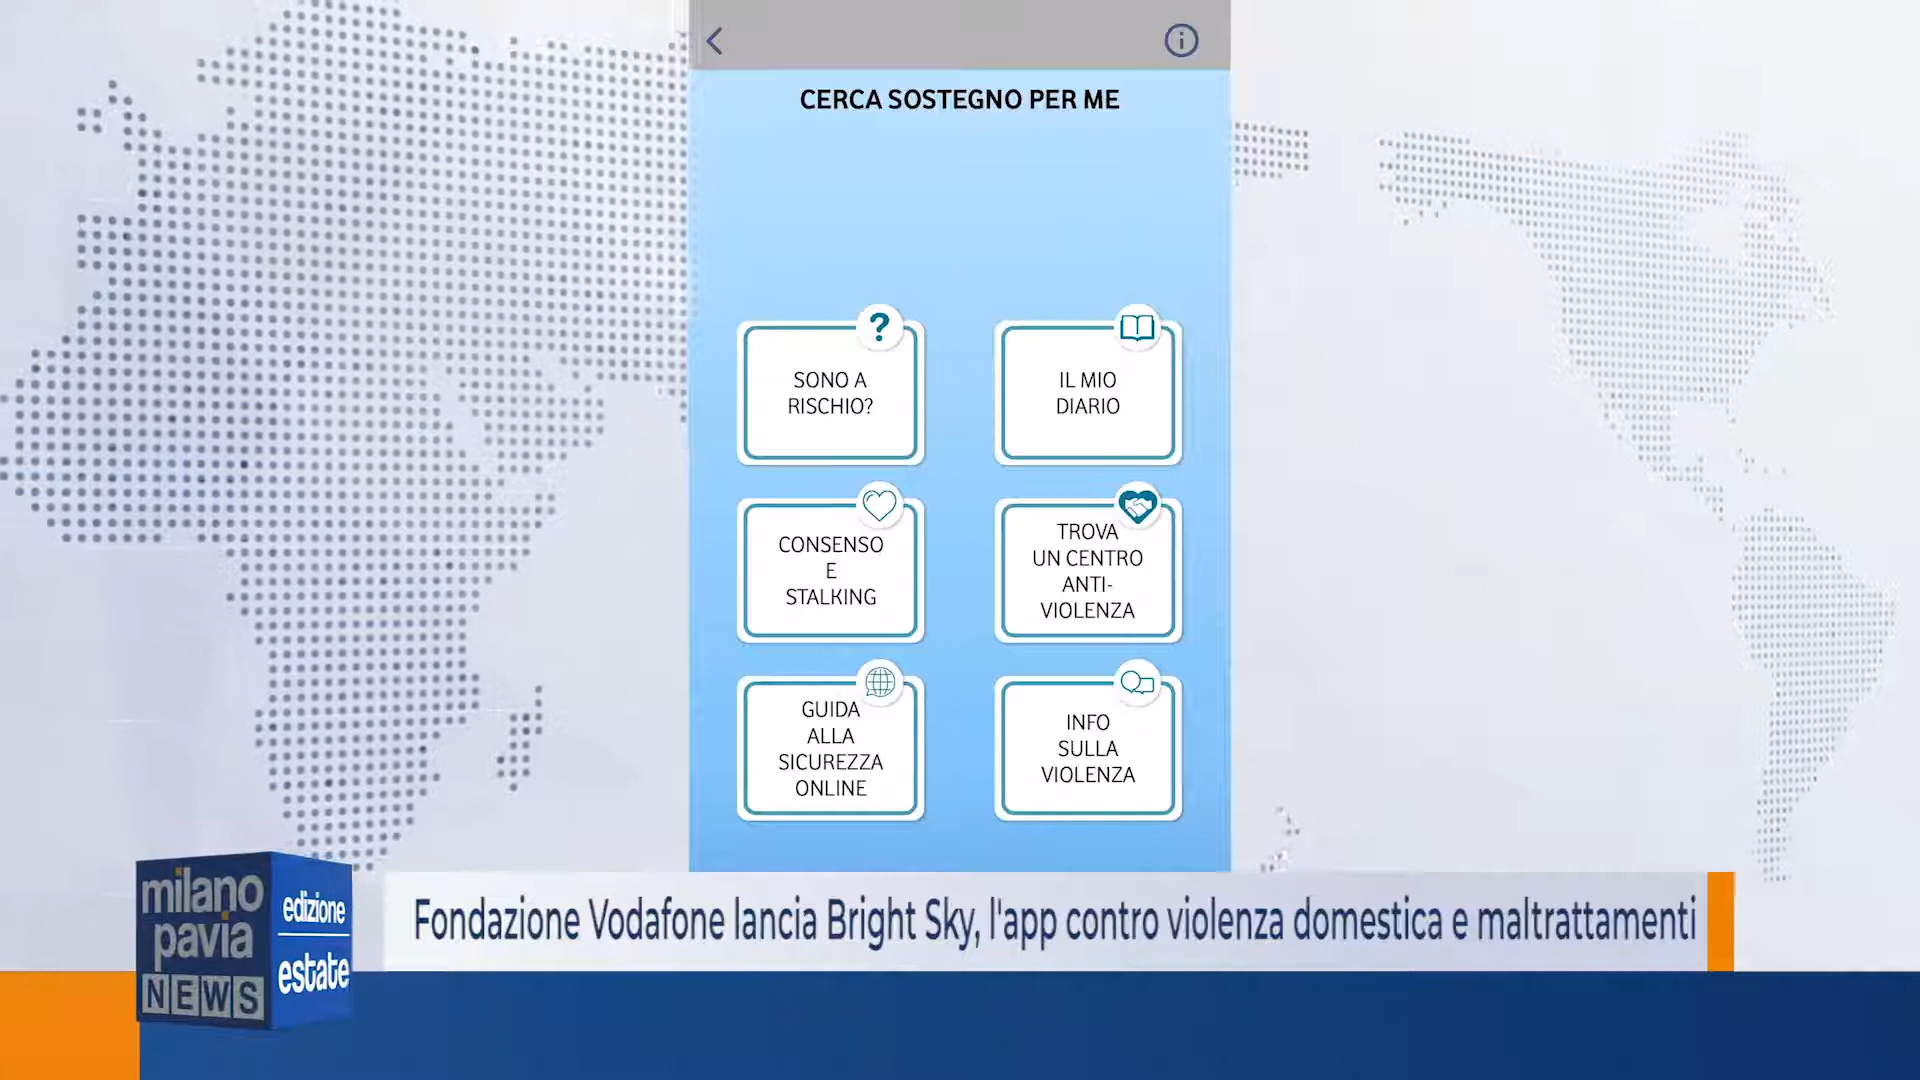 CERCA SOSTEGNO PER ME
SONO A
RISCHIO?
IL MIO
DIARIO
CONSENSO
E
STALKING
TROVA
UN CENTRO
ANTI-
VIOLENZA
GUIDA
ALLA
SICUREZZA
ONLINE
INFO
SULLA
VIOLENZA
milano
pavia
NEWS
edizione
estate
Fondazione Vodafone lancia Bright Sky, l'app contro violenza domestica e maltrattamenti